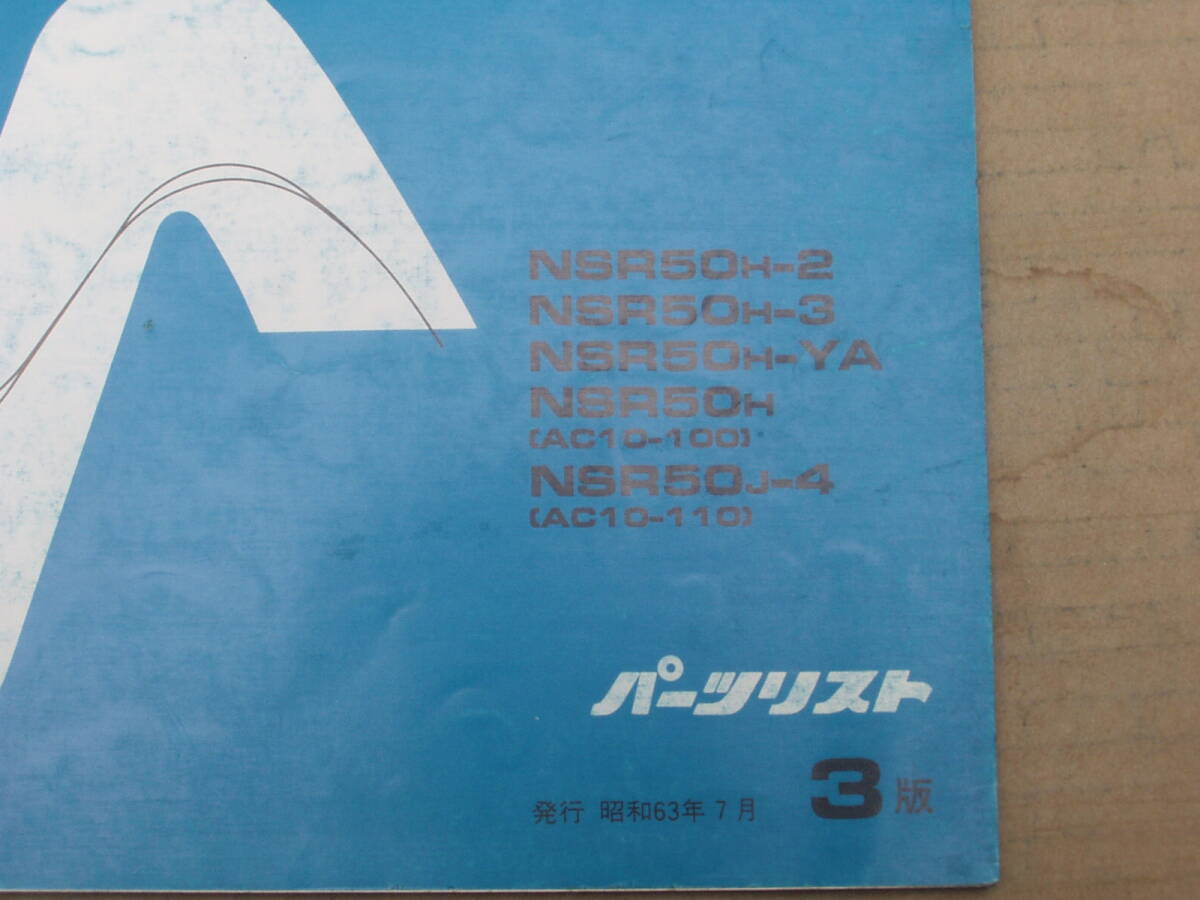 NSR50H-2
NSR50H-3
NSR50H-YA
NSR50H
(AC10-100)
NSR50J-4
(AC10-110)
パーツリスト
発行 昭和63年7月 3版